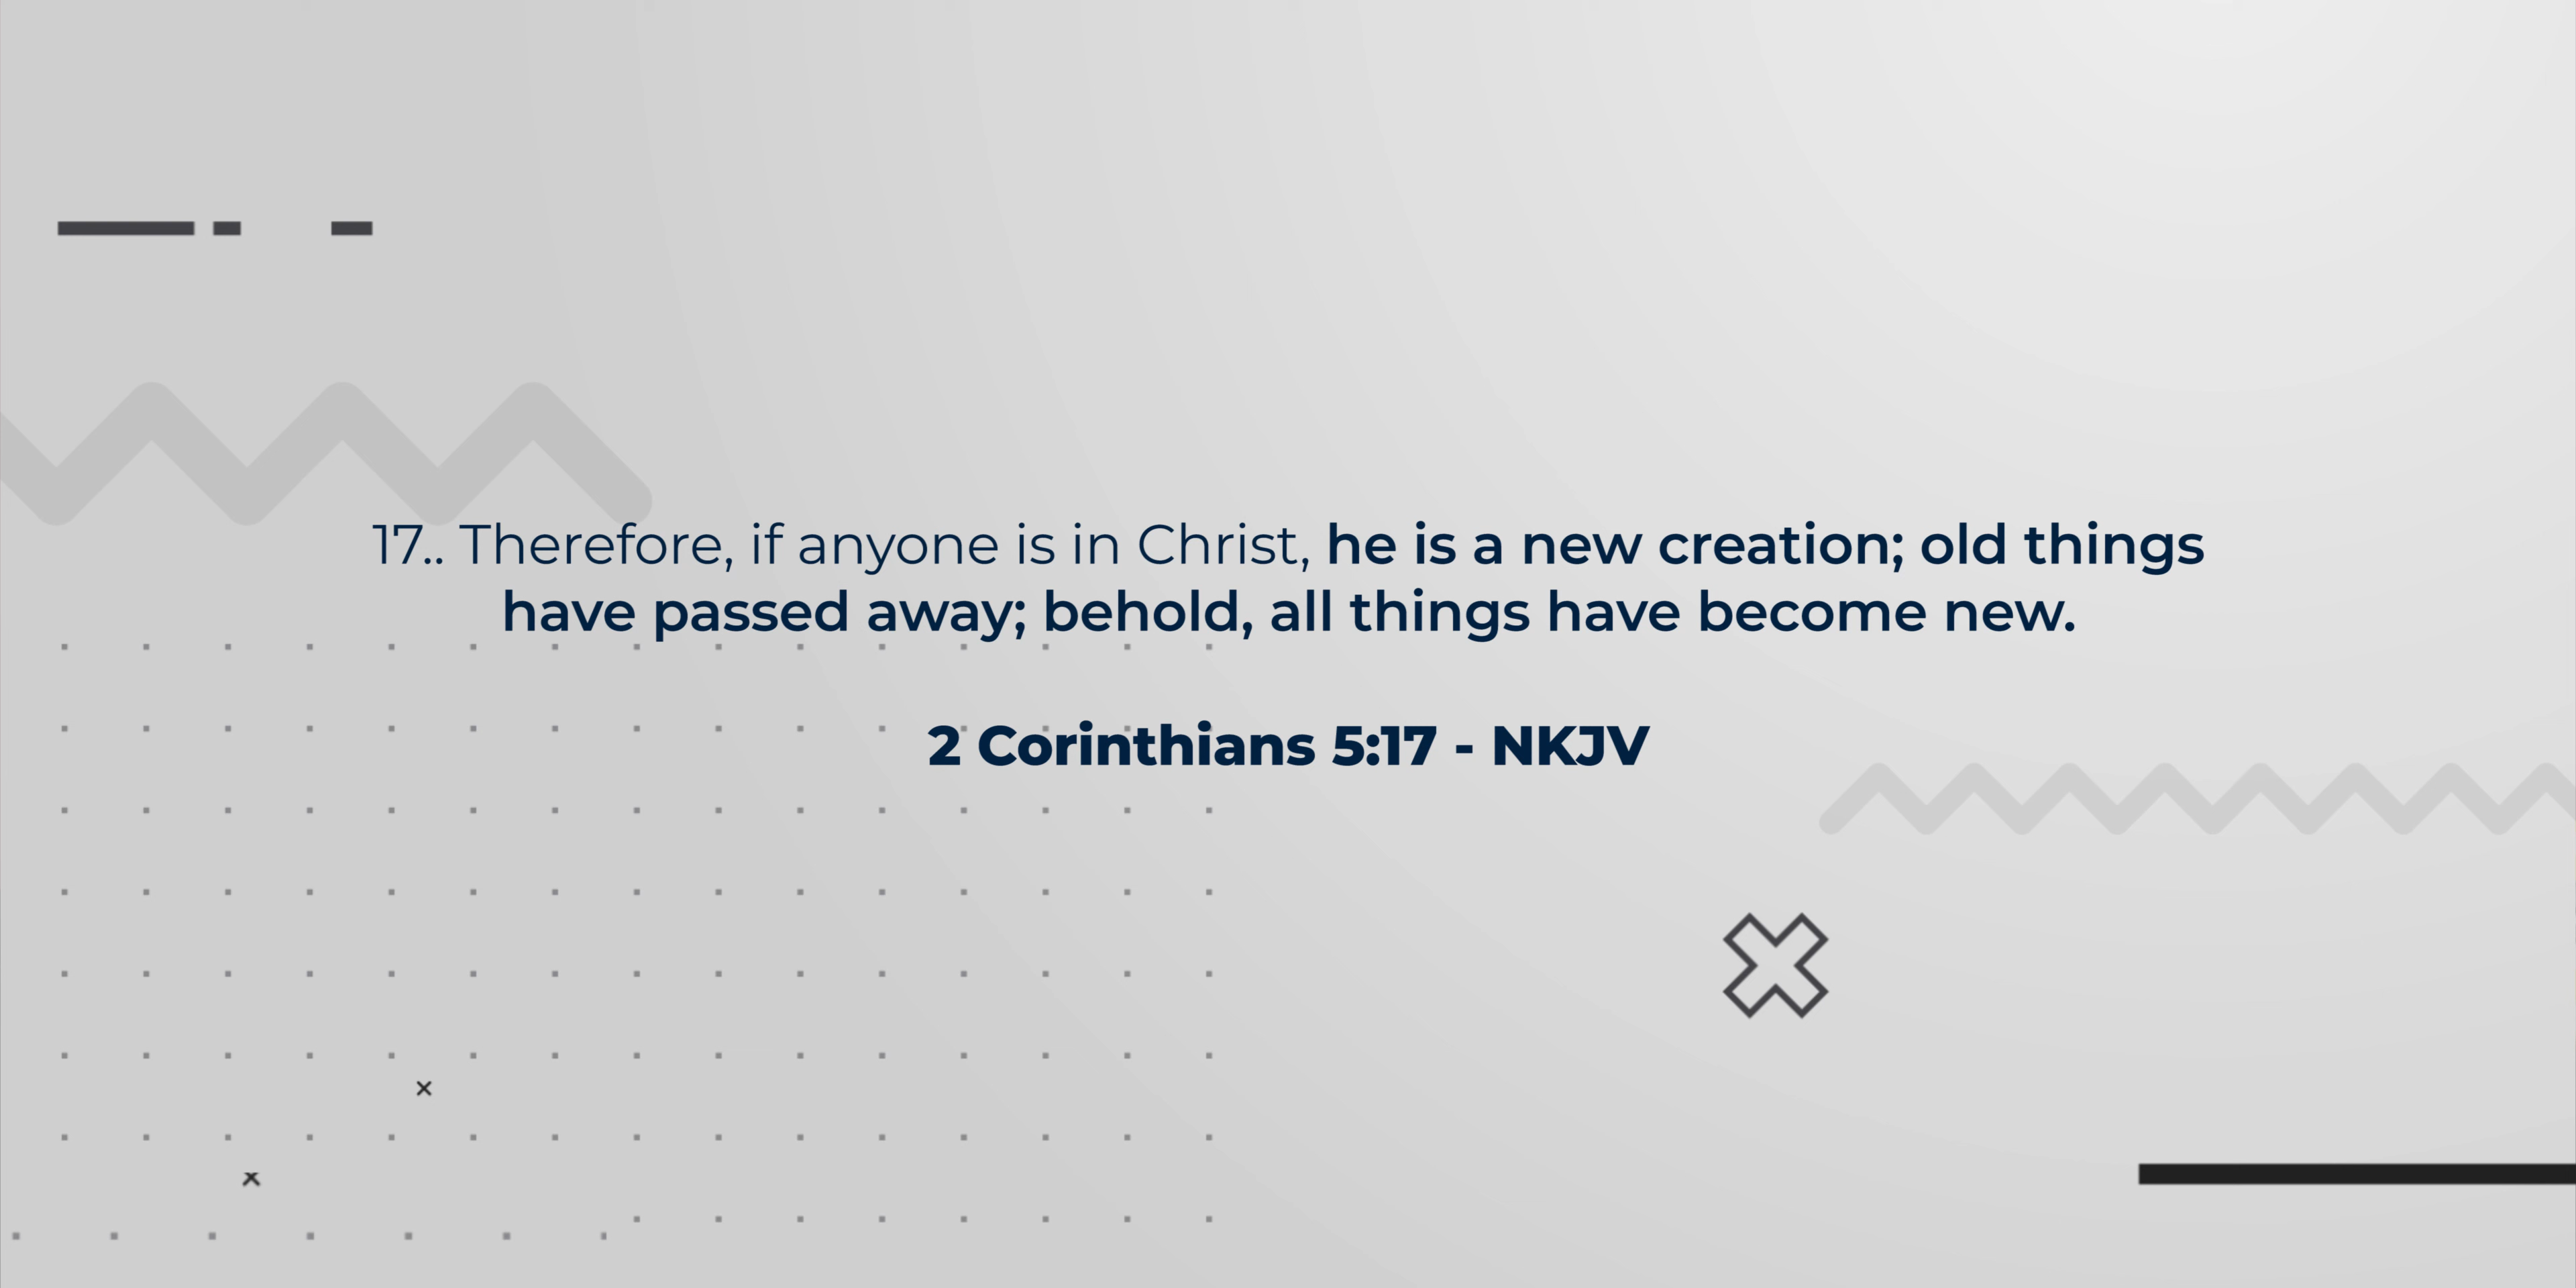 17.. Therefore, if anyone is in Christ, he is a new creation; old things
have passed away; behold, all things have become new.
2 Corinthians 5:17 - NKJV